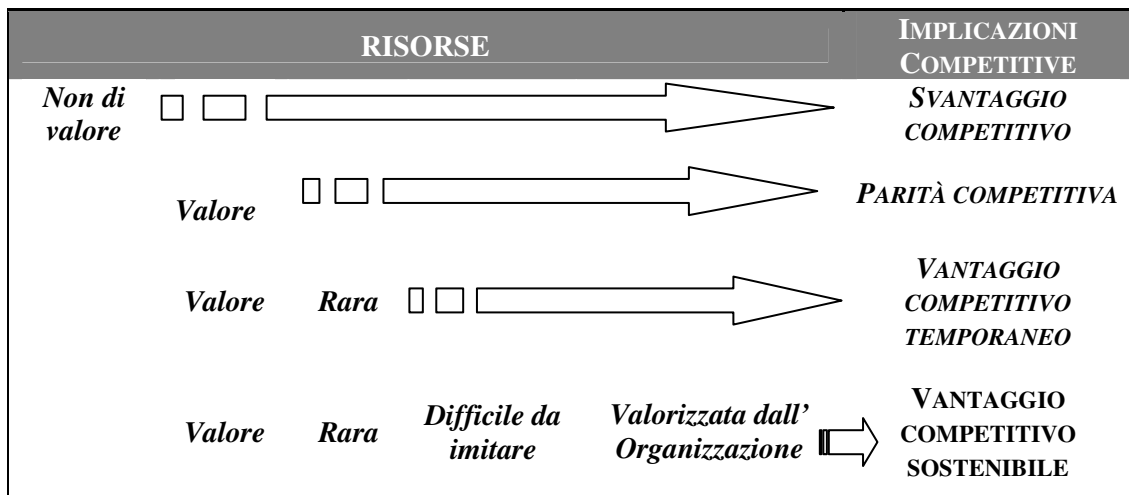 RISORSE
IMPLICAZIONI
COMPETITIVE
Non di
valore
SVANTAGGIO
COMPETITIVO
Valore
PARITÀ COMPETITIVA
Valore Rara
VANTAGGIO
COMPETITIVO
TEMPORANEO
Valore Rara
Difficile da
imitare
Valorizzata dall'
Organizzazione
VANTAGGIO
COMPETITIVO
SOSTENIBILE